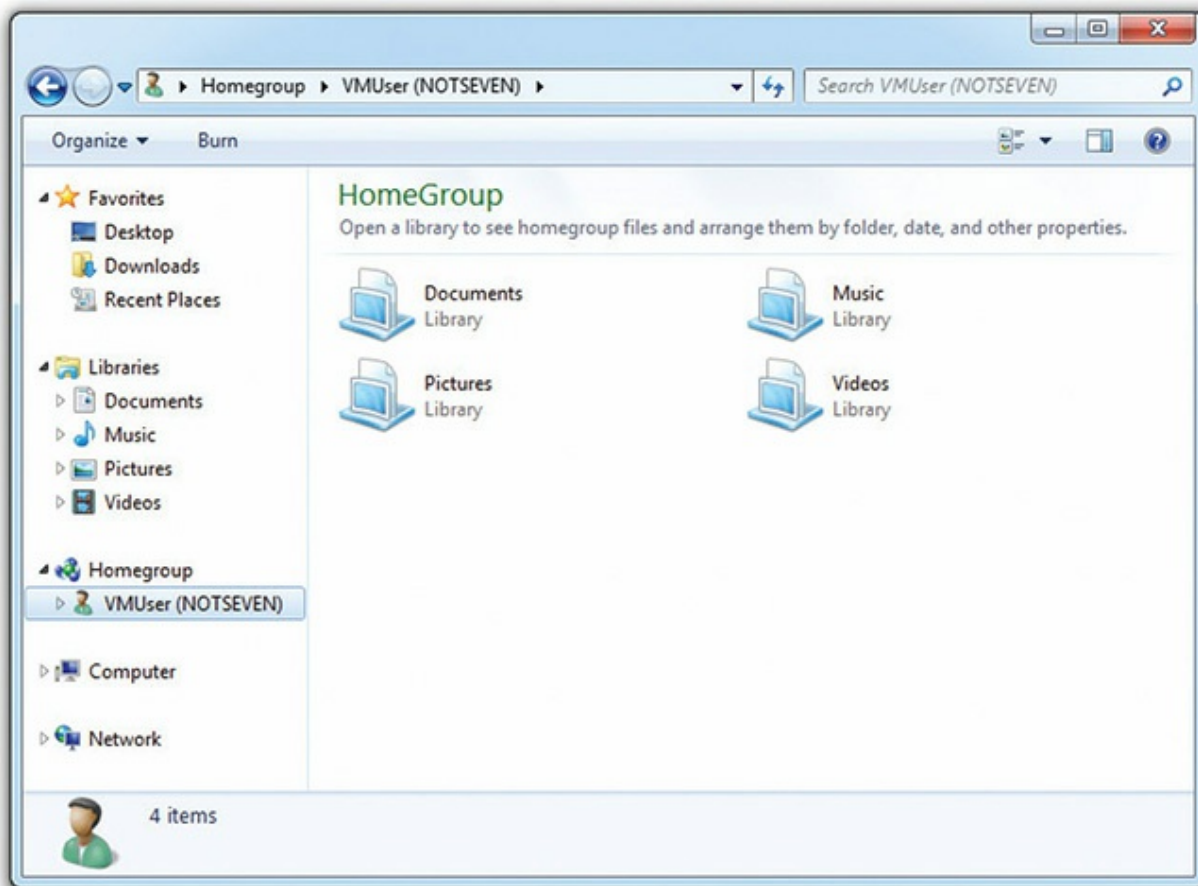 Homegroup VMUser (NOTSEVEN)
Search VMUser (NOTSEVEN)
Organize
Burn
Favorites
Desktop
Downloads
Recent Places
Libraries
Documents
Music
Pictures
Videos
Homegroup
VMUser (NOTSEVEN)
Computer
Network
HomeGroup
Open a library to see homegroup files and arrange them by folder, date, and other properties.
Documents
Library
Music
Library
Pictures
Library
Videos
Library
4 items